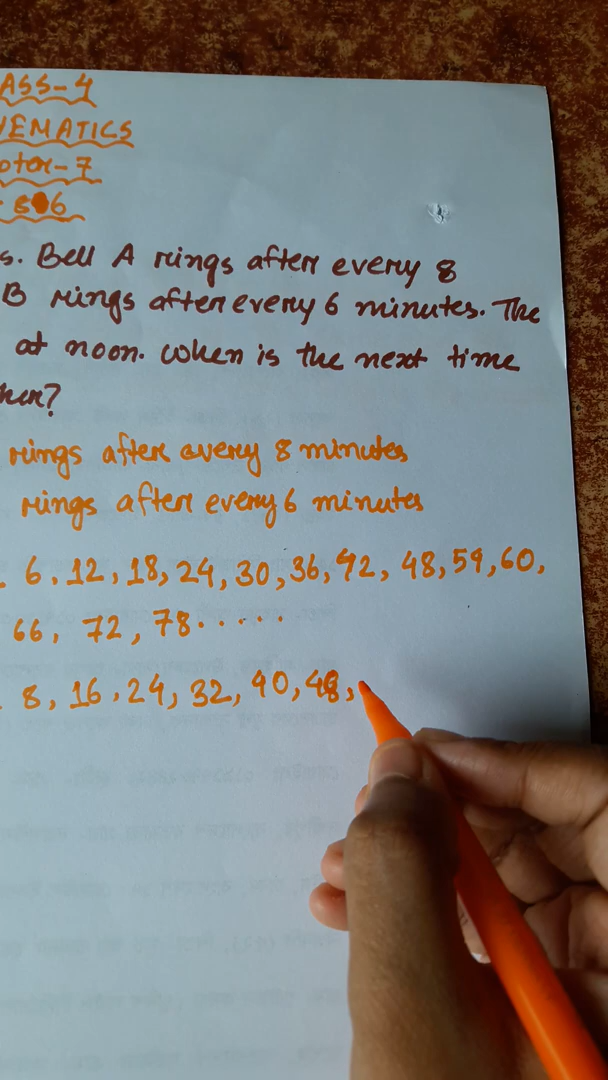 ASS-4
EMATICS
pter-7
6
s. Bell A rings after every 8
B rings after every 6 minutes. The
at noon. When is the next time
her?
rings after every 8 minutes
rings after every 6 minutes
6, 12, 18, 24, 30, 36, 42, 48, 54, 60,
66, 72, 78.....
8, 16, 24, 32, 40, 48,